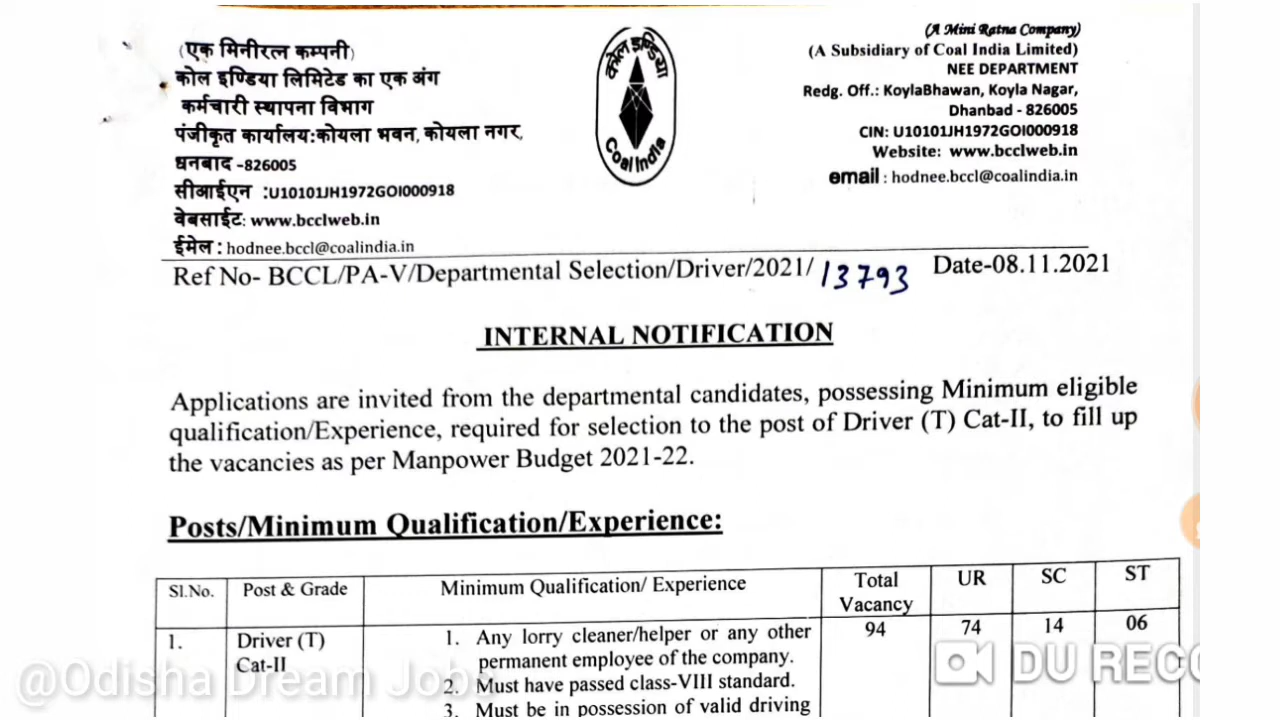 (एक मिनीरत्न कम्पनी)
कोल इण्डिया लिमिटेड का एक अंग
कर्मचारी स्थापना विभाग
पंजीकृत कार्यालय:कोयला भवन, कोयला नगर,
धनबाद -826005
सीआईएन :U10101JH1972GOI000918
वेबसाईट: www.bcclweb.in
ईमेल : hodnee.bccl@coalindia.in
कोल इण्डिया
Coal India
(A Mini Ratna Company)
(A Subsidiary of Coal India Limited)
NEE DEPARTMENT
Redg. Off.: KoylaBhawan, Koyla Nagar,
Dhanbad - 826005
CIN: U10101JH1972GOI000918
Website: www.bcclweb.in
email : hodnee.bccl@coalindia.in
Ref No- BCCL/PA-V/Departmental Selection/Driver/2021/ 13793 Date-08.11.2021
INTERNAL NOTIFICATION
Applications are invited from the departmental candidates, possessing Minimum eligible
qualification/Experience, required for selection to the post of Driver (T) Cat-II, to fill up
the vacancies as per Manpower Budget 2021-22.
Posts/Minimum Qualification/Experience:
Sl.No. Post & Grade Minimum Qualification/ Experience Total Vacancy UR SC ST
1. Driver (T) Cat-II 94 74 14 06
1. Any lorry cleaner/helper or any other
permanent employee of the company.
2. Must have passed class-VIII standard.
3. Must be in possession of valid driving
@Odisha Dream Jobs
DU REC